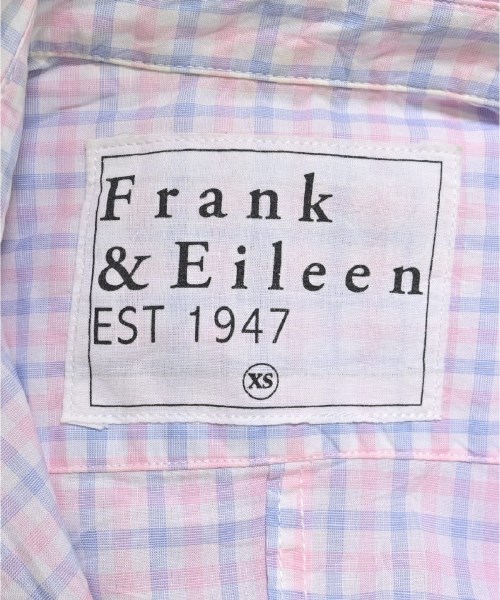 Frank
& Eileen
EST 1947
XS